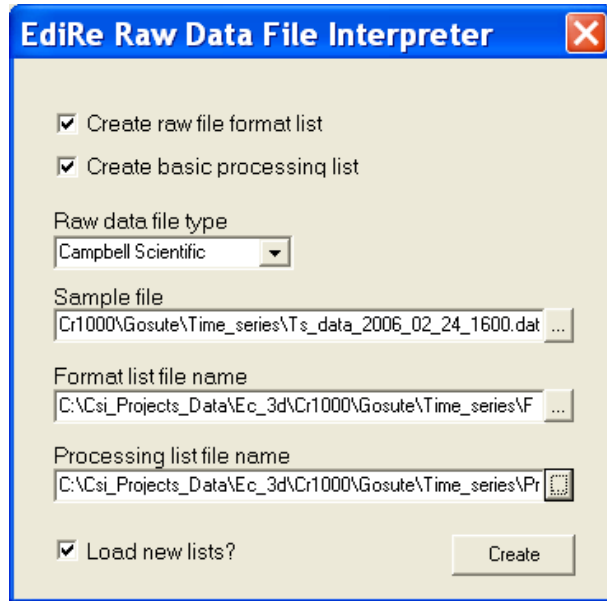 EdiRe Raw Data File Interpreter
Create raw file format list
Create basic processing list
Raw data file type
Campbell Scientific
Sample file
Cr1000\Gosute\Time_series\Ts_data_2006_02_24_1600.dat ...
Format list file name
C:\Csi_Projects_Data\Ec_3d\Cr1000\Gosute\Time_series\F ...
Processing list file name
C:\Csi_Projects_Data\Ec_3d\Cr1000\Gosute\Time_series\Pr ...
Load new lists?
Create